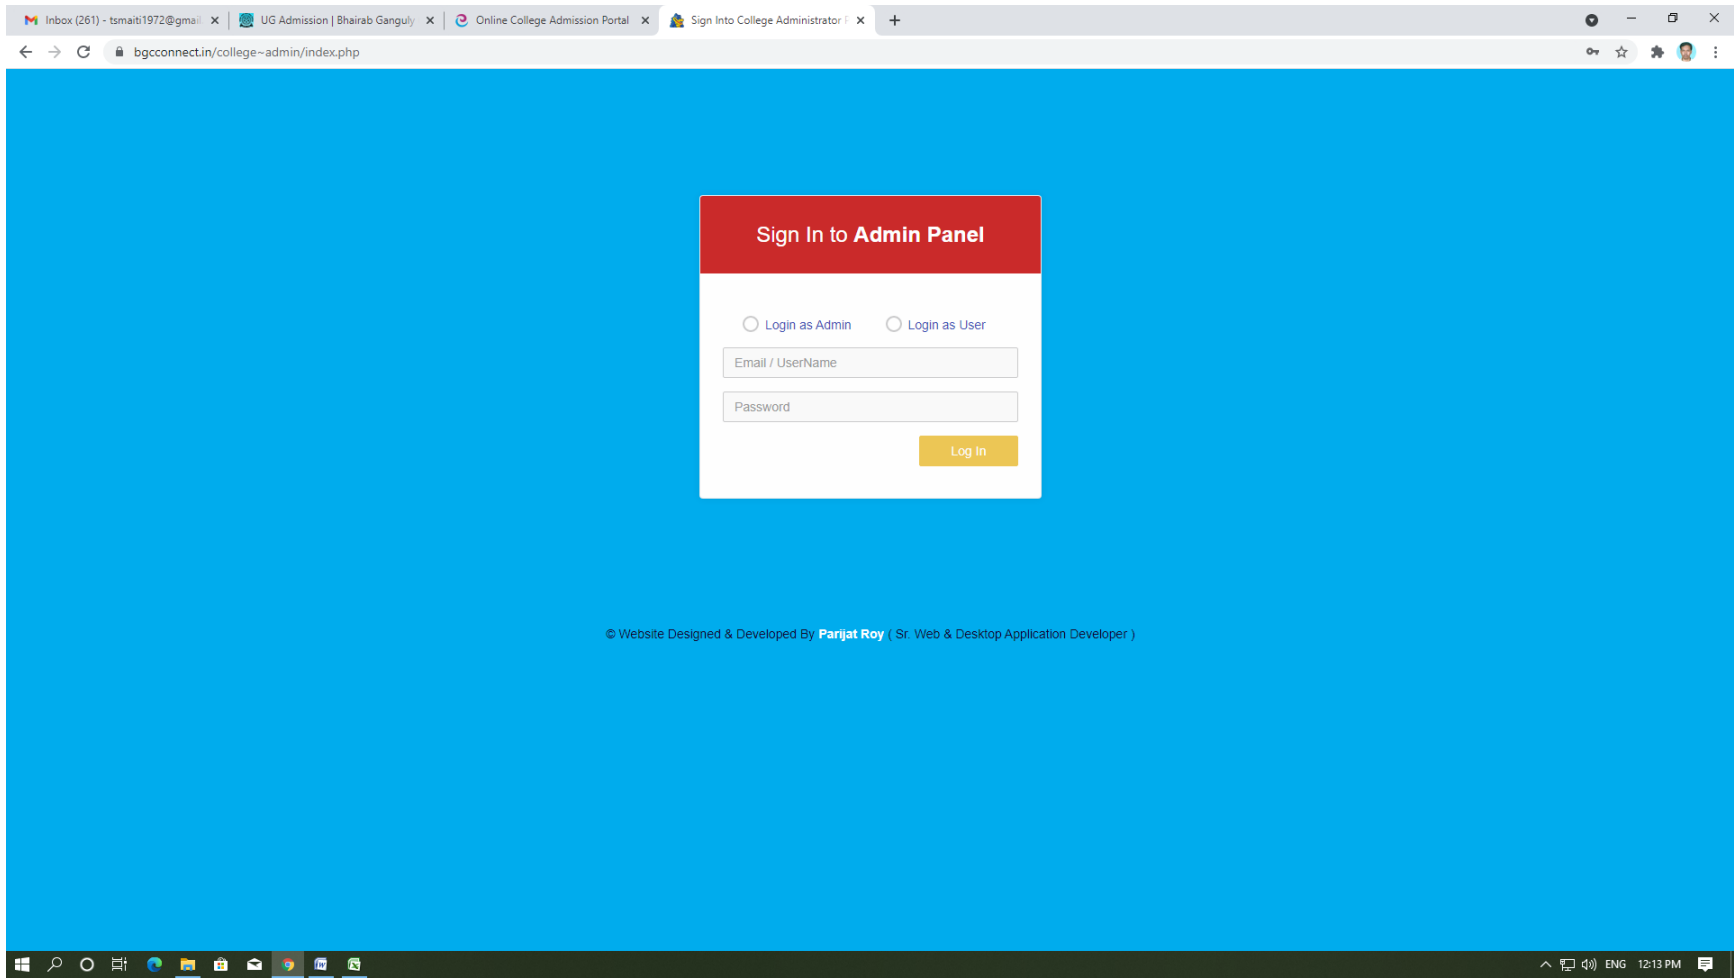 Inbox (261) - tsmaiti1972@gmail
UG Admission | Bhairab Ganguly
Online College Admission Portal
Sign Into College Administrator
bgcconnect.in/college~admin/index.php
Sign In to Admin Panel
Login as Admin
Login as User
Email / UserName
Password
Log In
© Website Designed & Developed By Parijat Roy ( Sr. Web & Desktop Application Developer )
ENG
12:13 PM